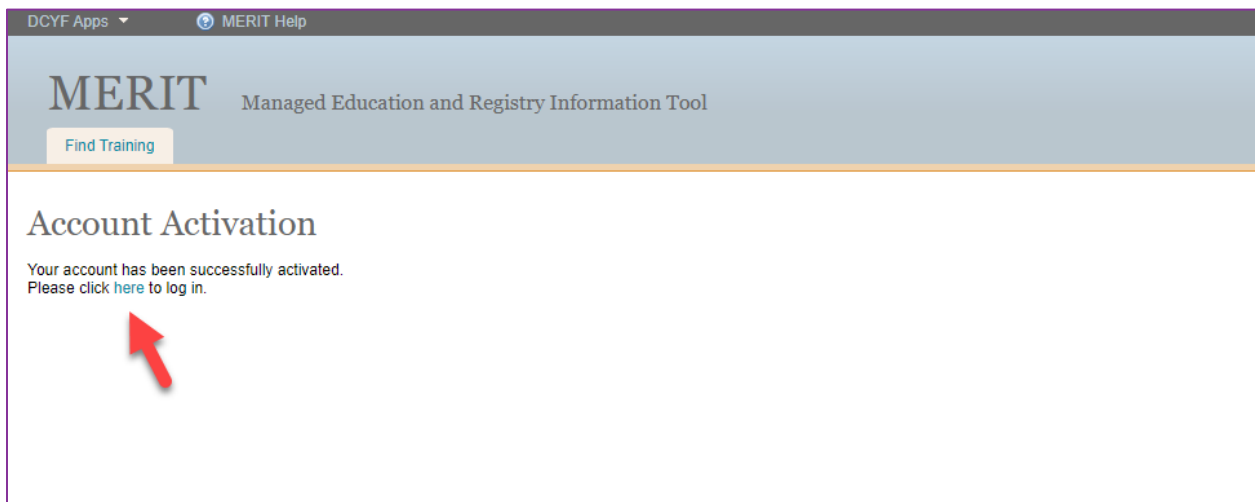 DCYF Apps MERIT Help
MERIT Managed Education and Registry Information Tool
Find Training
Account Activation
Your account has been successfully activated.
Please click here to log in.